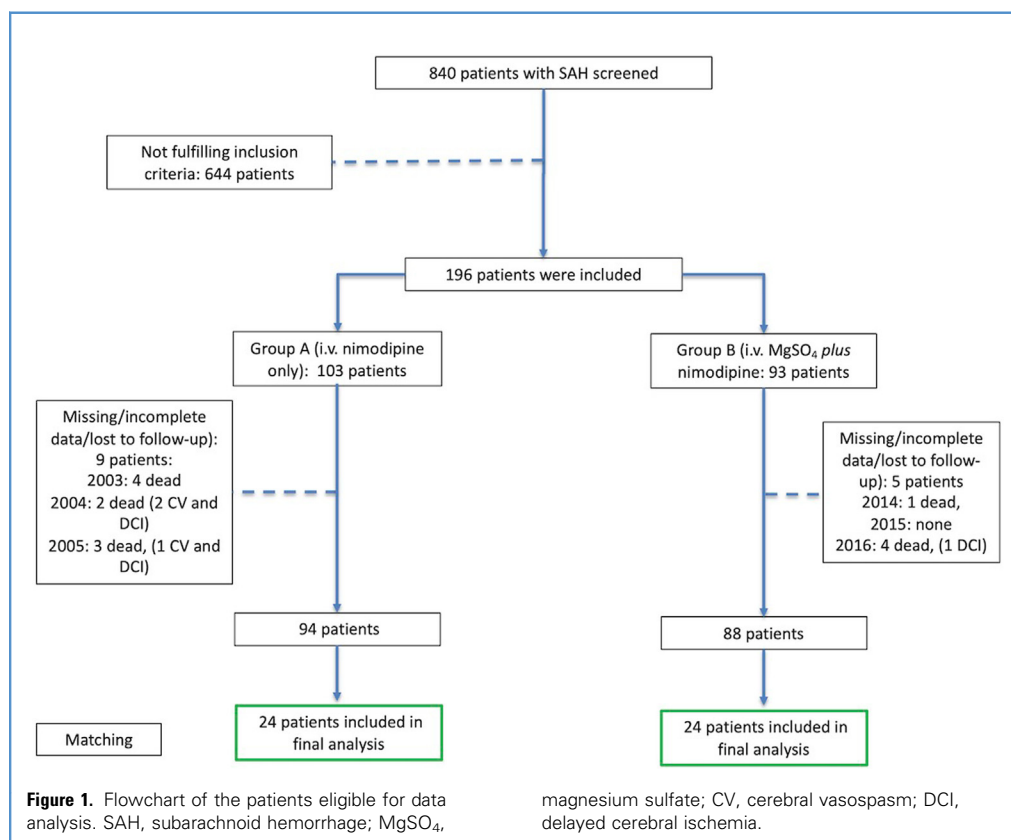 840 patients with SAH screened
Not fulfilling inclusion
criteria: 644 patients
196 patients were included
Group A (i.v. nimodipine
only): 103 patients
Group B (i.v. MgSO₄ plus
nimodipine: 93 patients
Missing/incomplete
data/lost to follow-up):
9 patients:
2003: 4 dead
2004: 2 dead (2 CV and
DCI)
2005: 3 dead, (1 CV and
DCI)
Missing/incomplete
data/lost to follow-
up): 5 patients
2014: 1 dead,
2015: none
2016: 4 dead, (1 DCI)
94 patients
88 patients
Matching
24 patients included in
final analysis
24 patients included in
final analysis
Figure 1. Flowchart of the patients eligible for data
analysis. SAH, subarachnoid hemorrhage; MgSO₄,
magnesium sulfate; CV, cerebral vasospasm; DCI,
delayed cerebral ischemia.